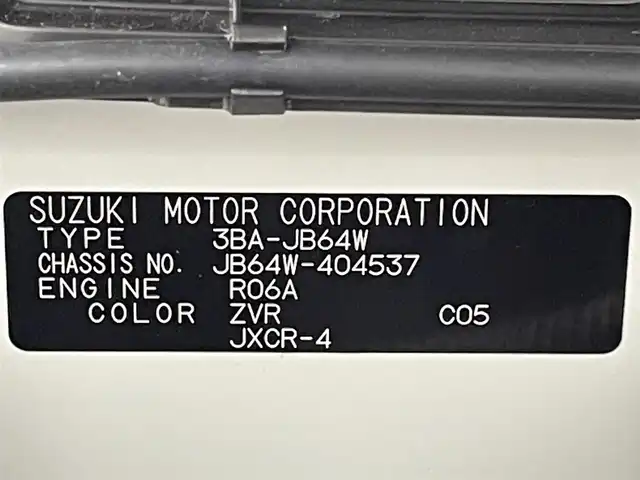 SUZUKI MOTOR CORPORATION
TYPE 3BA-JB64W
CHASSIS NO. JB64W-404537
ENGINE R06A
COLOR ZVR C05
JXCR-4